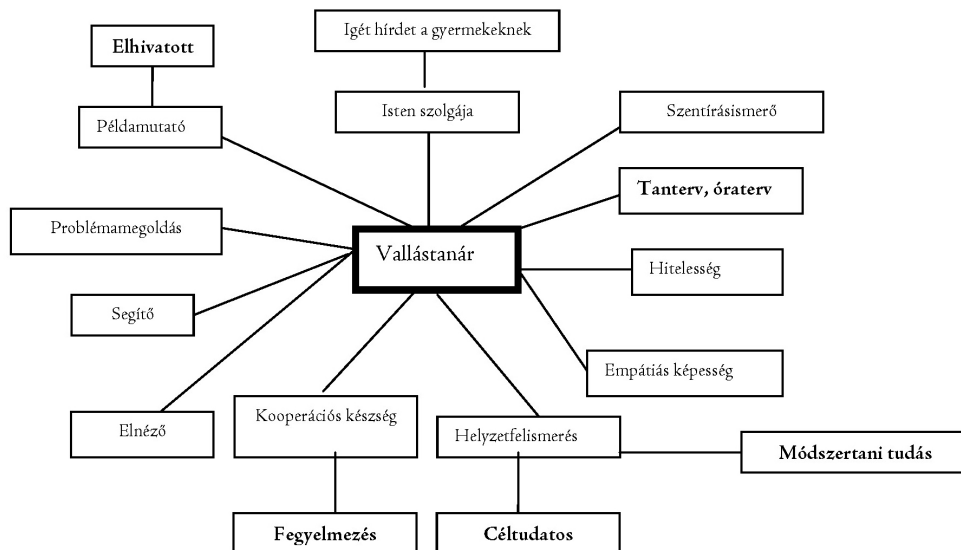 Igét hírdet a gyermekeknek
Elhivatott
Isten szolgája
Szentírásismerő
Példamutató
Tanterv, óraterv
Problémamegoldás
Vallástanár
Hitelesség
Segítő
Empátiás képesség
Elnéző
Kooperációs készség
Helyzetfelismerés
Módszertani tudás
Fegyelmezés
Céltudatos